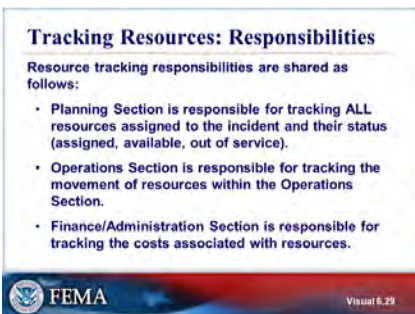 Tracking Resources: Responsibilities
Resource tracking responsibilities are shared as
follows:
• Planning Section is responsible for tracking ALL
resources assigned to the incident and their status
(assigned, available, out of service).
• Operations Section is responsible for tracking the
movement of resources within the Operations
Section.
• Finance/Administration Section is responsible for
tracking the costs associated with resources.
FEMA
Visual 6.29